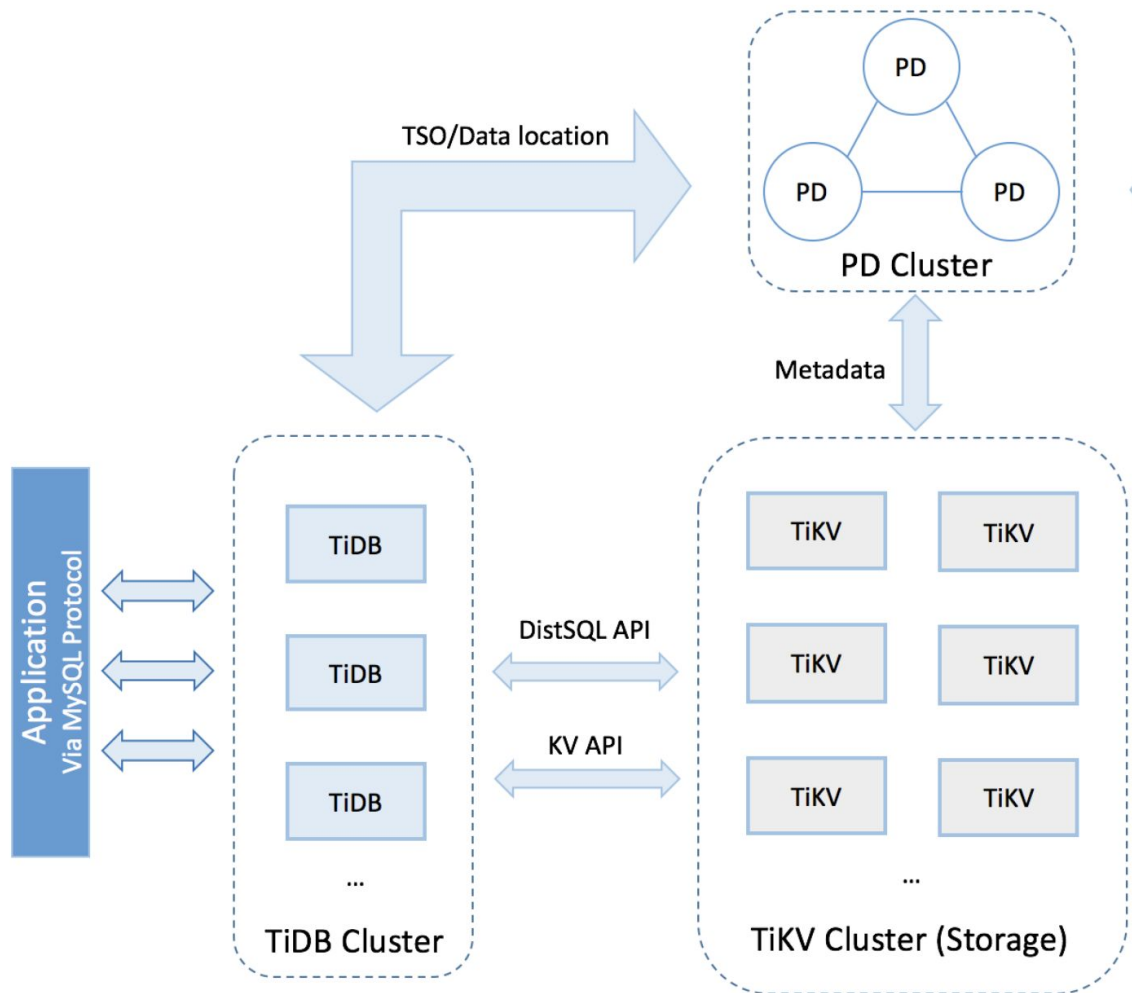 PD
TSO/Data location
PD
PD
PD Cluster
Metadata
Application
Via MySQL Protocol
TiDB
TiDB
TiDB
...
TiDB Cluster
DistSQL API
KV API
TiKV
TiKV
TiKV
TiKV
TiKV
TiKV
...
TiKV Cluster (Storage)